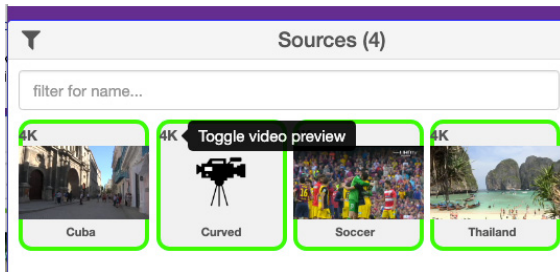 Sources (4)
filter for name...
4K
4K
Toggle video preview
4K
Cuba
Curved
Soccer
Thailand